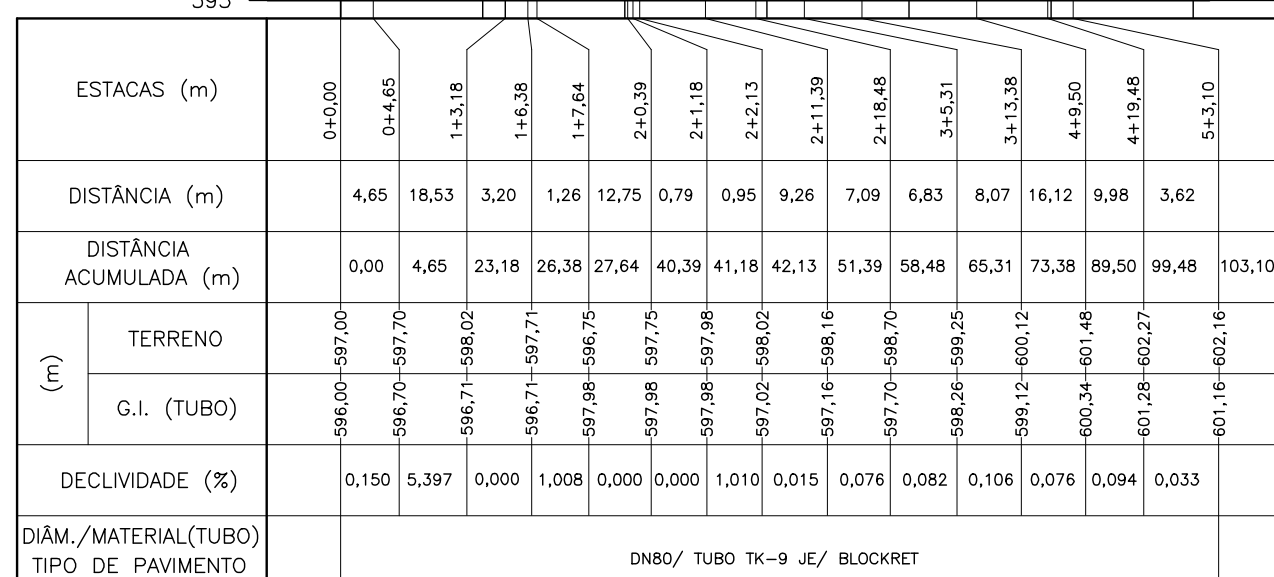 595
ESTACAS (m) 0+0,00 0+4,65 1+3,18 1+6,38 1+7,64 2+0,39 2+1,18 2+2,13 2+11,39 2+18,48 3+5,31 3+13,38 4+9,50 4+19,48 5+3,10
DISTÂNCIA (m) 4,65 18,53 3,20 1,26 12,75 0,79 0,95 9,26 7,09 6,83 8,07 16,12 9,98 3,62
DISTÂNCIA
ACUMULADA (m) 0,00 4,65 23,18 26,38 27,64 40,39 41,18 42,13 51,39 58,48 65,31 73,38 89,50 99,48 103,10
(m)
TERRENO 597,00 597,70 598,02 597,71 596,75 597,75 597,98 598,02 598,16 598,70 599,25 600,12 601,48 602,27 602,16
G.I. (TUBO) 596,00 596,70 596,71 596,71 597,98 597,98 597,98 597,02 597,16 597,70 598,26 599,12 600,34 601,28 601,16
DECLIVIDADE (%) 0,150 5,397 0,000 1,008 0,000 0,000 1,010 0,015 0,076 0,082 0,106 0,076 0,094 0,033
DIÂM./MATERIAL(TUBO)
TIPO DE PAVIMENTO
DN80/ TUBO TK-9 JE/ BLOCKRET